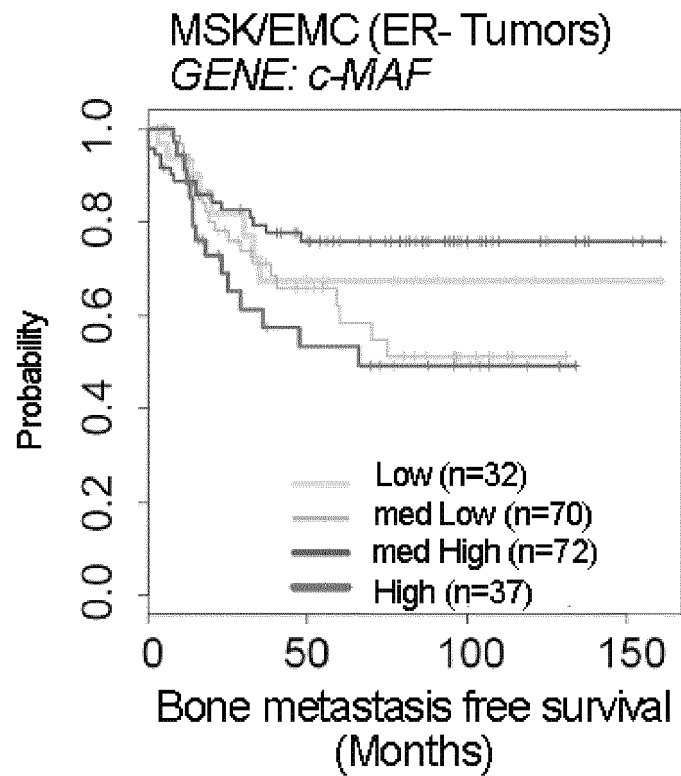 MSK/EMC (ER- Tumors)
GENE: c-MAF
Probability
1.0
0.8
0.6
0.4
0.2
0.0
Low (n=32)
med Low (n=70)
med High (n=72)
High (n=37)
0 50 100 150
Bone metastasis free survival
(Months)